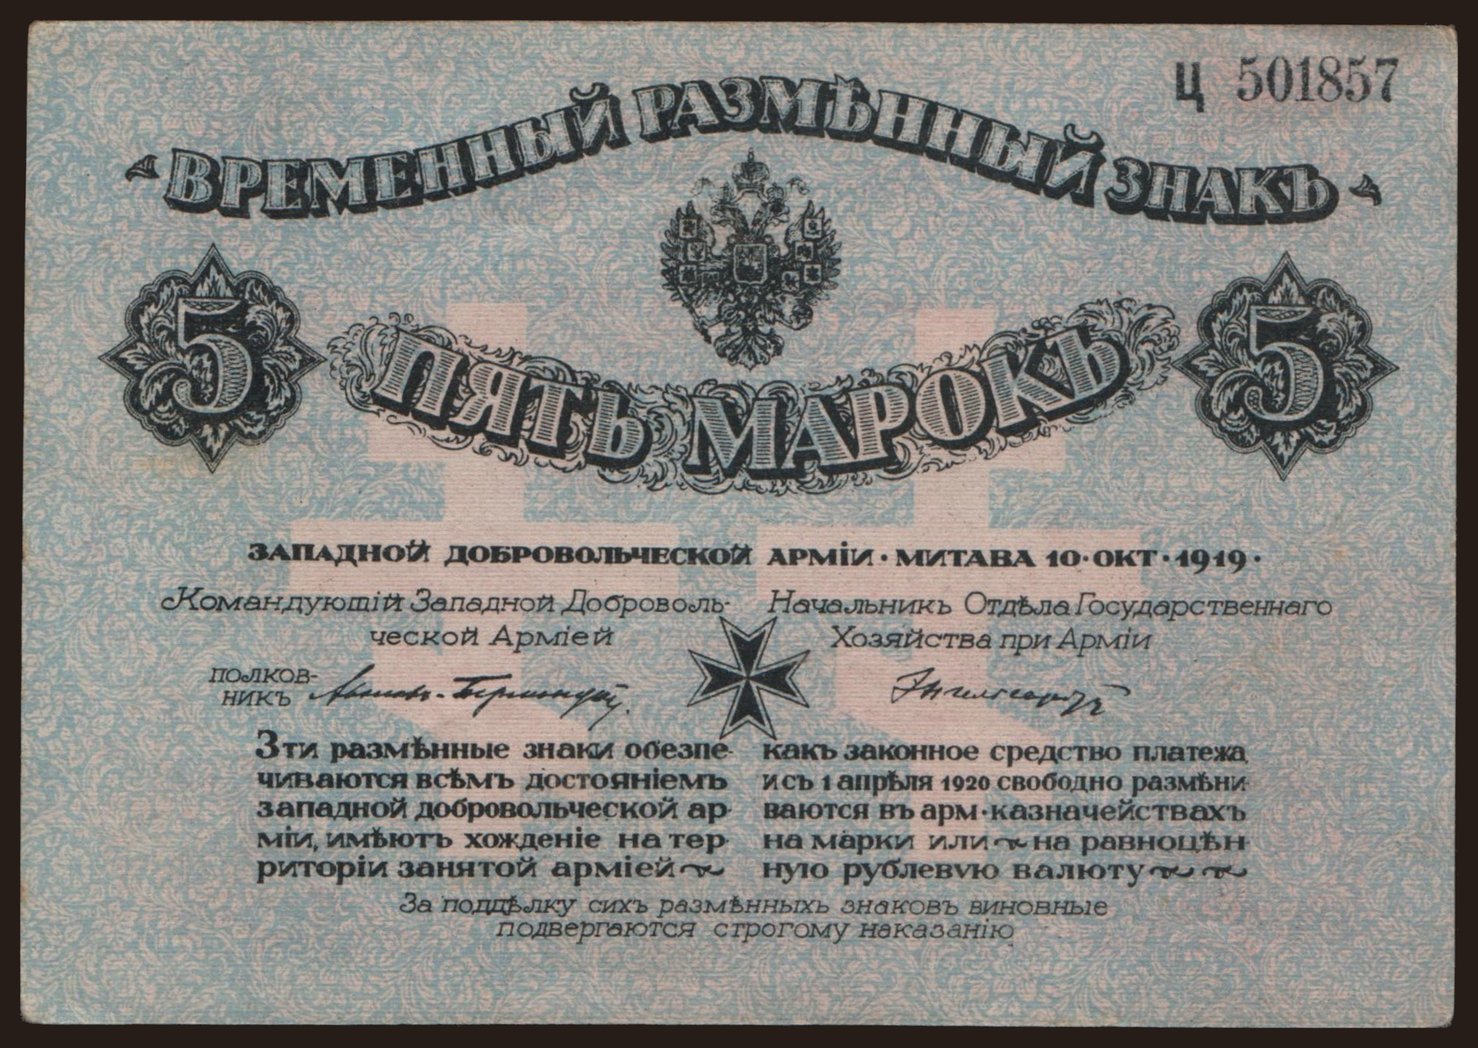 Ц 501857
ВРЕМЕННЫЙ РАЗМѢННЫЙ ЗНАКЪ
5
5
ПЯТЬ МАРОКЪ
ЗАПАДНОЙ ДОБРОВОЛЬЧЕСКОЙ АРМІИ · МИТАВА 10 · ОКТ · 1919 ·
Командующій Западной Доброволь-
ческой Арміей
полков-
никъ
Начальникъ Отдѣла Государственнаго
Хозяйства при Арміи
Эти размѣнные знаки обезпе-
чиваются всѣмъ достояніемъ
западной добровольческой ар-
міи, имѣютъ хожденіе на тер-
риторіи занятой арміей
какъ законное средство платежа
и съ 1 апрѣля 1920 свободно размѣни-
ваются въ арм · казначействахъ
на марки или на равноцѣн-
ную рублевую валюту
За поддѣлку сихъ размѣнныхъ знаковъ виновные
подвергаются строгому наказанію